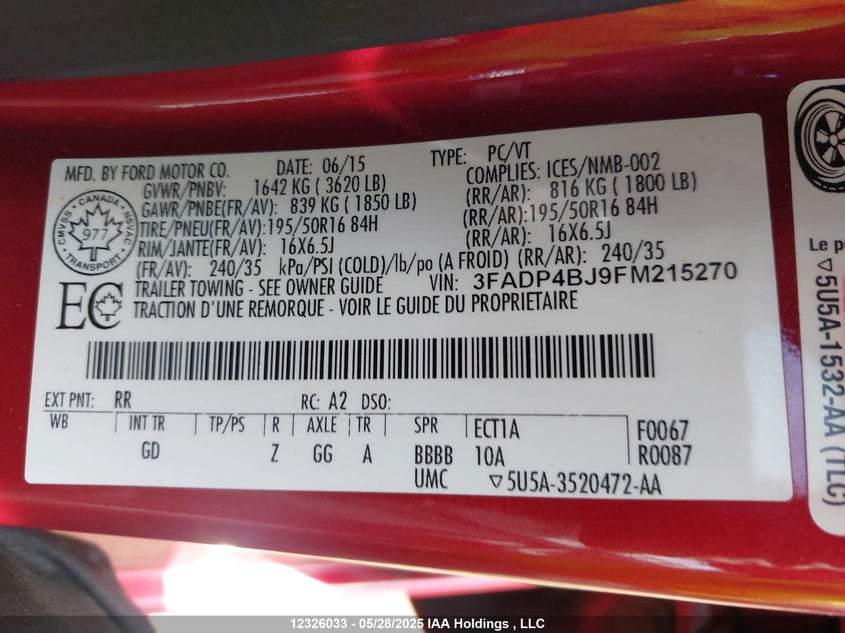 MFD. BY FORD MOTOR CO. DATE: 06/15 TYPE: PC/VT
GVWR/PNBV: 1642 KG ( 3620 LB) COMPLIES: ICES/NMB-002
GAWR/PNBE(FR/AV): 839 KG ( 1850 LB) (RR/AR): 816 KG ( 1800 LB)
TIRE/PNEU(FR/AV):195/50R16 84H (RR/AR):195/50R16 84H
RIM/JANTE(FR/AV): 16X6.5J (RR/AR): 16X6.5J
(FR/AV): 240/35 kPa/PSI (COLD)/lb/po (A FROID) (RR/AR): 240/35
CANADA
CMVSS NSVAC
977
TRANSPORT
EC
TRAILER TOWING - SEE OWNER GUIDE VIN: 3FADP4BJ9FM215270
TRACTION D'UNE REMORQUE - VOIR LE GUIDE DU PROPRIETAIRE
EXT PNT: RR RC: A2 DSO:
WB INT TR TP/PS R AXLE TR SPR ECT1A F0067
GD Z GG A BBBB 10A R0087
UMC ▽5U5A-3520472-AA
Le
▽5U5A-1532-AA (TLC)
12326033 - 05/28/2025 IAA Holdings , LLC